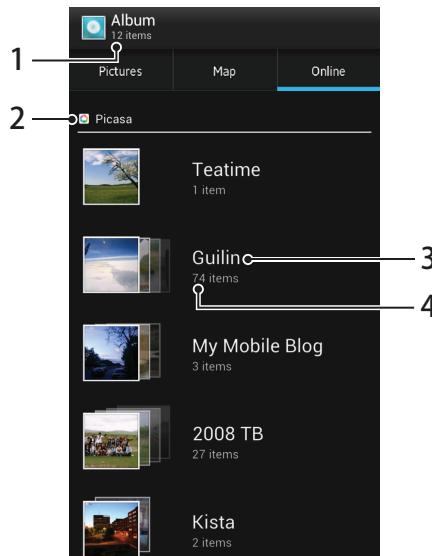 Album
12 items
1
Pictures Map Online
2
Picasa
Teatime
1 item
Guilin
3
74 items
4
My Mobile Blog
3 items
2008 TB
27 items
Kista
2 items